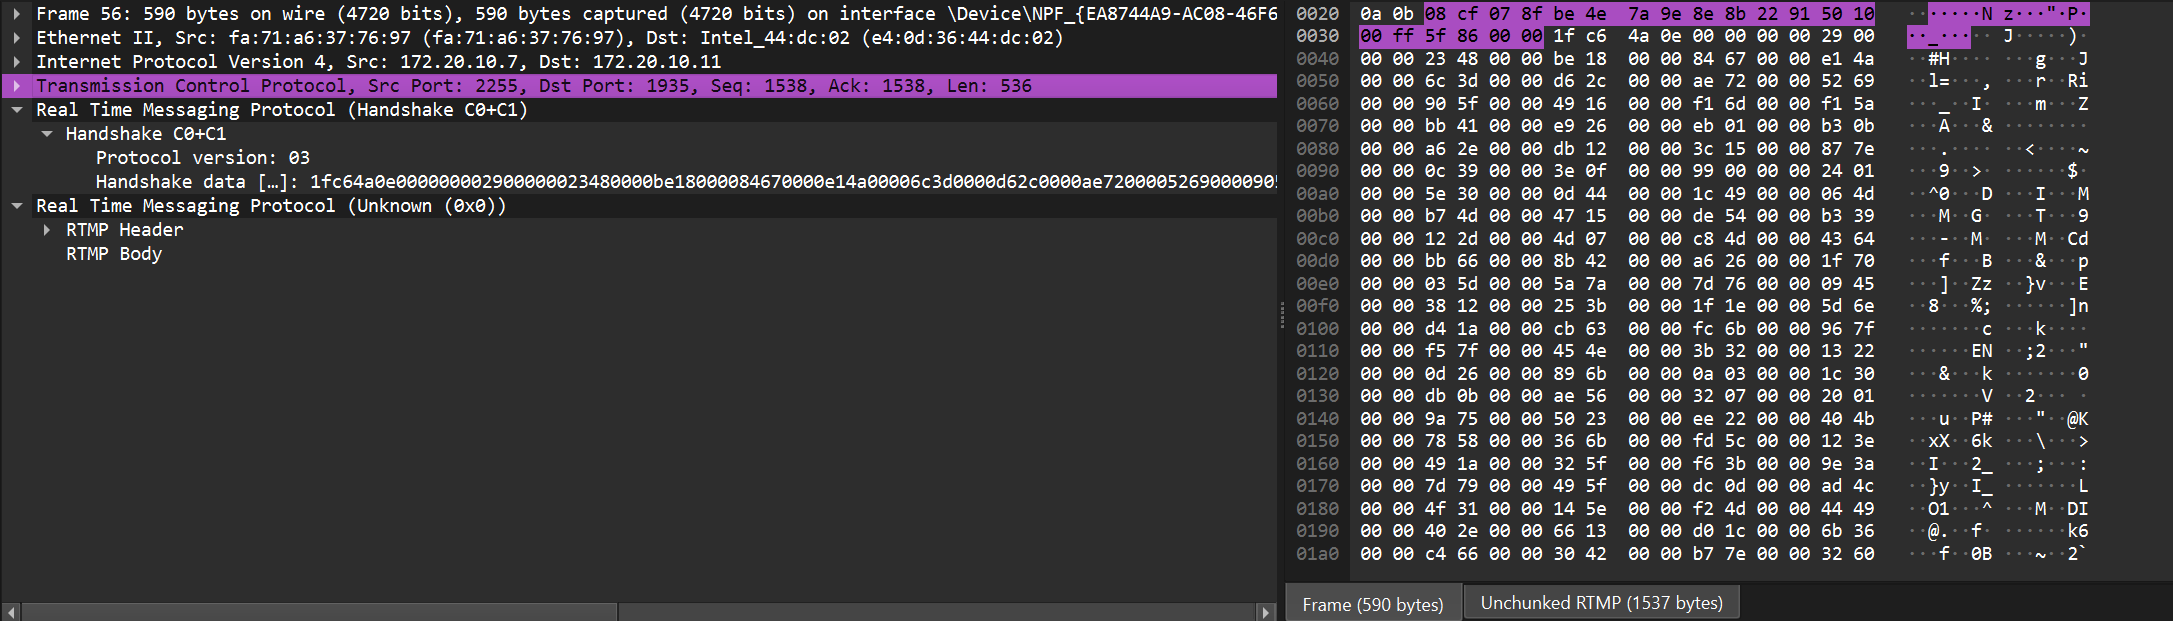 Frame 56: 590 bytes on wire (4720 bits), 590 bytes captured (4720 bits) on interface \Device\NPF_{EA8744A9-AC08-46F6
Ethernet II, Src: fa:71:a6:37:76:97 (fa:71:a6:37:76:97), Dst: Intel_44:dc:02 (e4:0d:36:44:dc:02)
Internet Protocol Version 4, Src: 172.20.10.7, Dst: 172.20.10.11
Transmission Control Protocol, Src Port: 2255, Dst Port: 1935, Seq: 1538, Ack: 1538, Len: 536
Real Time Messaging Protocol (Handshake C0+C1)
Handshake C0+C1
Protocol version: 03
Handshake data […]: 1fc64a0e000000002900000023480000be18000084670000e14a00006c3d0000d62c0000ae72000052690000905
Real Time Messaging Protocol (Unknown (0x0))
RTMP Header
RTMP Body
0020 0a 0b 08 cf 07 8f be 4e 7a 9e 8e 8b 22 91 50 10 ·······N z···"·P·
0030 00 ff 5f 86 00 00 1f c6 4a 0e 00 00 00 00 29 00 ··_····· J·····)·
0040 00 00 23 48 00 00 be 18 00 00 84 67 00 00 e1 4a ··#H···· ···g···J
0050 00 00 6c 3d 00 00 d6 2c 00 00 ae 72 00 00 52 69 ··l=···, ···r··Ri
0060 00 00 90 5f 00 00 49 16 00 00 f1 6d 00 00 f1 5a ···_··I· ···m···Z
0070 00 00 bb 41 00 00 e9 26 00 00 eb 01 00 00 b3 0b ···A···& ········
0080 00 00 a6 2e 00 00 db 12 00 00 3c 15 00 00 87 7e ···.···· ··<····~
0090 00 00 0c 39 00 00 3e 0f 00 00 99 00 00 00 24 01 ···9··>· ······$·
00a0 00 00 5e 30 00 00 0d 44 00 00 1c 49 00 00 06 4d ··^0···D ···I···M
00b0 00 00 b7 4d 00 00 47 15 00 00 de 54 00 00 b3 39 ···M··G· ···T···9
00c0 00 00 12 2d 00 00 4d 07 00 00 c8 4d 00 00 43 64 ···-··M· ···M··Cd
00d0 00 00 bb 66 00 00 8b 42 00 00 a6 26 00 00 1f 70 ···f···B ···&···p
00e0 00 00 03 5d 00 00 5a 7a 00 00 7d 76 00 00 09 45 ···]··Zz ··}v···E
00f0 00 00 38 12 00 00 25 3b 00 00 1f 1e 00 00 5d 6e ··8···%; ······]n
0100 00 00 d4 1a 00 00 cb 63 00 00 fc 6b 00 00 96 7f ·······c ···k····
0110 00 00 f5 7f 00 00 45 4e 00 00 3b 32 00 00 13 22 ······EN ··;2···"
0120 00 00 0d 26 00 00 89 6b 00 00 0a 03 00 00 1c 30 ···&···k ·······0
0130 00 00 db 0b 00 00 ae 56 00 00 32 07 00 00 20 01 ·······V ··2··· ·
0140 00 00 9a 75 00 00 50 23 00 00 ee 22 00 00 40 4b ···u··P# ···"··@K
0150 00 00 78 58 00 00 36 6b 00 00 fd 5c 00 00 12 3e ··xX··6k ···\···>
0160 00 00 49 1a 00 00 32 5f 00 00 f6 3b 00 00 9e 3a ··I···2_ ···;···:
0170 00 00 7d 79 00 00 49 5f 00 00 dc 0d 00 00 ad 4c ··}y··I_ ·······L
0180 00 00 4f 31 00 00 14 5e 00 00 f2 4d 00 00 44 49 ··O1···^ ···M··DI
0190 00 00 40 2e 00 00 66 13 00 00 d0 1c 00 00 6b 36 ··@.··f· ······k6
01a0 00 00 c4 66 00 00 30 42 00 00 b7 7e 00 00 32 60 ···f··0B ···~··2`
Frame (590 bytes) Unchunked RTMP (1537 bytes)